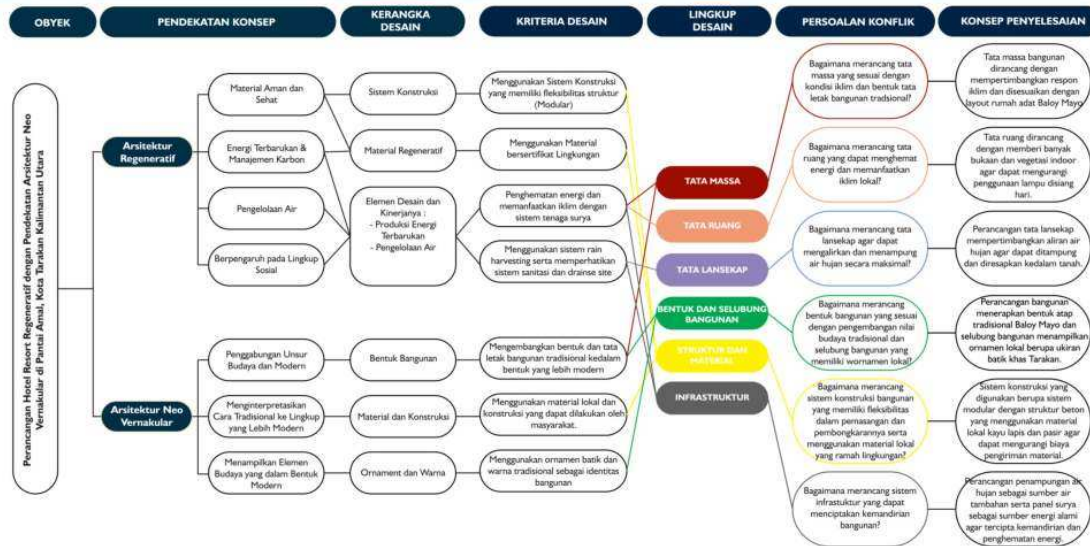 OBYEK
PENDEKATAN KONSEP
KERANGKA
DESAIN
KRITERIA DESAIN
LINGKUP
DESAIN
PERSOALAN KONFLIK
KONSEP PENYELESAIAN
Perancangan Hotel Resort Regeneratif dengan Pendekatan Arsitektur Neo
Vernakular di Pantai Amal, Kota Tarakan Kalimantan Utara
Arsitektur
Regeneratif
Material Aman dan
Sehat
Energi Terbarukan &
Manajemen Karbon
Pengelolaan Air
Berpengaruh pada Lingkup
Sosial
Sistem Konstruksi
Material Regeneratif
Elemen Desain dan
Kinerjanya :
- Produksi Energi
Terbarukan
- Pengelolaan Air
Menggunakan Sistem Konstruksi
yang memiliki fleksibilitas struktur
(Modular)
Menggunakan Material
bersertifikat Lingkungan
Penghematan energi dan
memanfaatkan iklim dengan
sistem tenaga surya
Menggunakan sistem rain
harvesting serta memperhatikan
sistem sanitasi dan drainse site
Arsitektur Neo
Vernakular
Penggabungan Unsur
Budaya dan Modern
Menginterpretasikan
Cara Tradisional ke Lingkup
yang Lebih Modern
Menampilkan Elemen
Budaya yang dalam Bentuk
Modern
Bentuk Bangunan
Material dan Konstruksi
Ornament dan Warna
Mengembangkan bentuk dan tata
letak bangunan tradisional kedalam
bentuk yang lebih modern
Menggunakan material lokal dan
konstruksi yang dapat dilakukan oleh
masyarakat.
Menggunakan ornamen batik dan
warna tradisional sebagai identitas
bangunan
TATA MASSA
TATA RUANG
TATA LANSEKAP
BENTUK DAN SELUBUNG
BANGUNAN
STRUKTUR DAN
MATERIAL
INFRASTRUKTUR
Bagaimana merancang tata
massa yang sesuai dengan
kondisi iklim dan bentuk tata
letak bangunan tradsional?
Bagaimana merancang tata
ruang yang dapat menghemat
energi dan memanfaatkan
iklim lokal?
Bagaimana merancang tata
lansekap agar dapat
mengalirkan dan menampung
air hujan secara maksimal?
Bagaimana merancang
bentuk bangunan yang sesuai
dengan pengembangan nilai
budaya tradisional dan
selubung bangunan yang
memiliki wornamen lokal?
Bagaimana merancang
sistem konstruksi bangunan
yang memiliki fleksibilitas
dalam pemasangan dan
pembongkarannya serta
menggunakan material lokal
yang ramah lingkungan?
Bagaimana merancang sistem
infrastuktur yang dapat
menciptakan kemandirian
bangunan?
Tata massa bangunan
dirancang dengan
mempertimbangkan respon
iklim dan disesuaikan dengan
layout rumah adat Baloy Mayo
Tata ruang dirancang
dengan memberi banyak
bukaan dan vegetasi indoor
agar dapat mengurangi
penggunaan lampu disiang
hari.
Perancangan tata lansekap
mempertimbangkan aliran air
hujan agar dapat ditampung
dan diresapkan kedalam tanah.
Perancangan bangunan
menerapkan bentuk atap
tradisional Baloy Mayo dan
selubung bangunan menampilkan
ornamen lokal berupa ukiran
batik khas Tarakan.
Sistem konstruksi yang
digunakan berupa sistem
modular dengan struktur beton
yang menggunakan material
lokal kayu lapis dan pasir agar
dapat mengurangi biaya
pengiriman material.
Perancangan penampungan air
hujan sebagai sumber air
tambahan serta panel surya
sebagai sumber energi alami
agar tercipta kemandirian dan
penghematan energi.